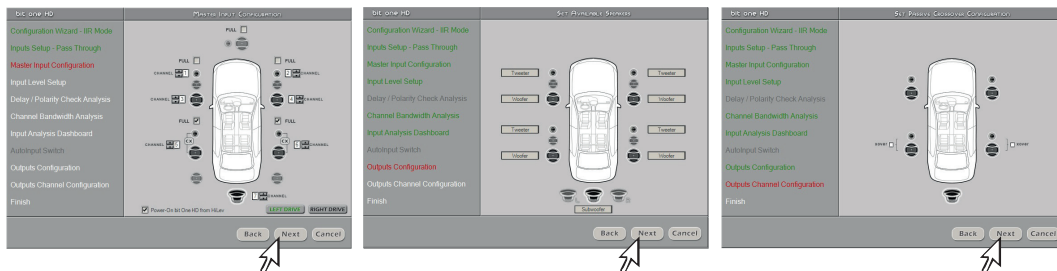 bit one HD
Master Input Configuration
Configuration Wizard - IIR Mode
Inputs Setup - Pass Through
Master Input Configuration
Input Level Setup
Delay / Polarity Check Analysis
Channel Bandwidth Analysis
Input Analysis Dashboard
AutoInput Switch
Outputs Configuration
Outputs Channel Configuration
Finish
FULL
FULL FULL
CHANNEL 1 2 CHANNEL
CHANNEL 3 4 CHANNEL
FULL FULL
CX CX
CHANNEL 5 6 CHANNEL
CHANNEL
Power-On bit One HD from HiLev
LEFT DRIVE RIGHT DRIVE
Back Next Cancel
bit one HD
Set Available Speakers
Configuration Wizard - IIR Mode
Inputs Setup - Pass Through
Master Input Configuration
Input Level Setup
Delay / Polarity Check Analysis
Channel Bandwidth Analysis
Input Analysis Dashboard
AutoInput Switch
Outputs Configuration
Outputs Channel Configuration
Finish
Tweeter Tweeter
Woofer Woofer
Tweeter Tweeter
Woofer Woofer
L R
Subwoofer
Back Next Cancel
bit one HD
Set Passive Crossover Configuration
Configuration Wizard - IIR Mode
Inputs Setup - Pass Through
Master Input Configuration
Input Level Setup
Delay / Polarity Check Analysis
Channel Bandwidth Analysis
Input Analysis Dashboard
AutoInput Switch
Outputs Configuration
Outputs Channel Configuration
Finish
Back Next Cancel